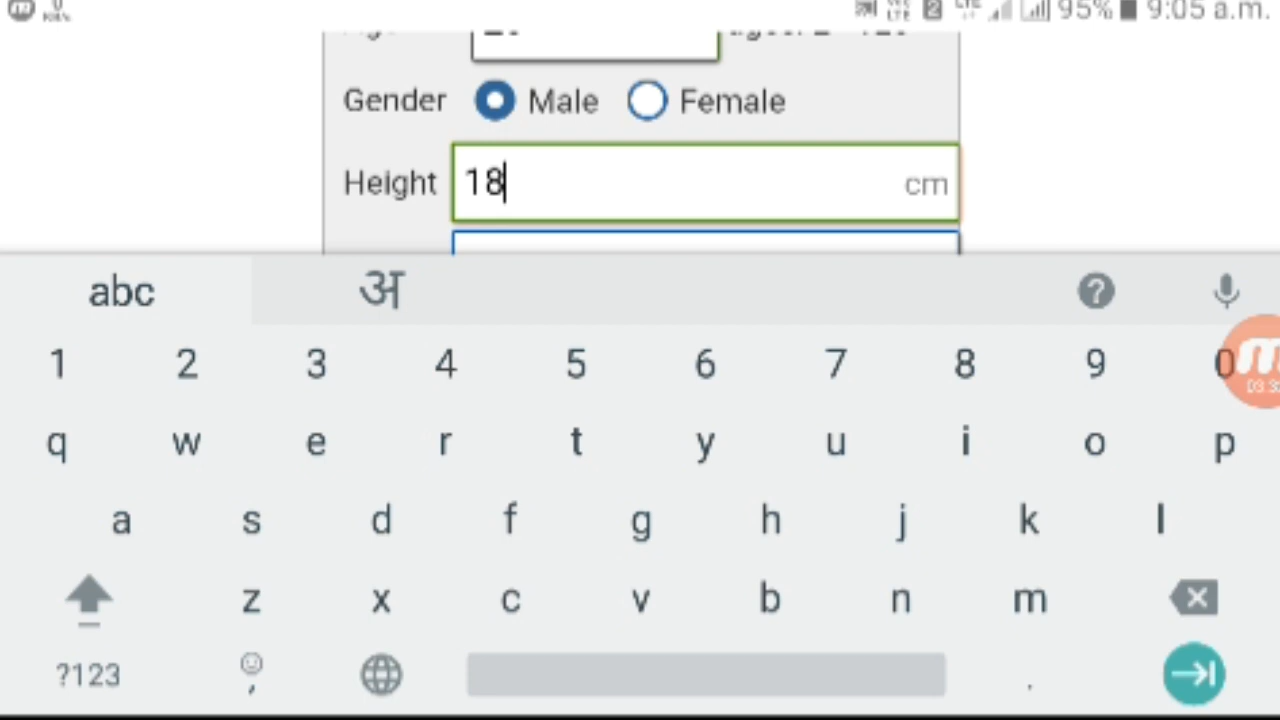 95% 9:05 a.m.
Gender Male Female
Height 18 cm
abc अ ?
1 2 3 4 5 6 7 8 9 0
q w e r t y u i o p
a s d f g h j k l
z x c v b n m
?123 , .